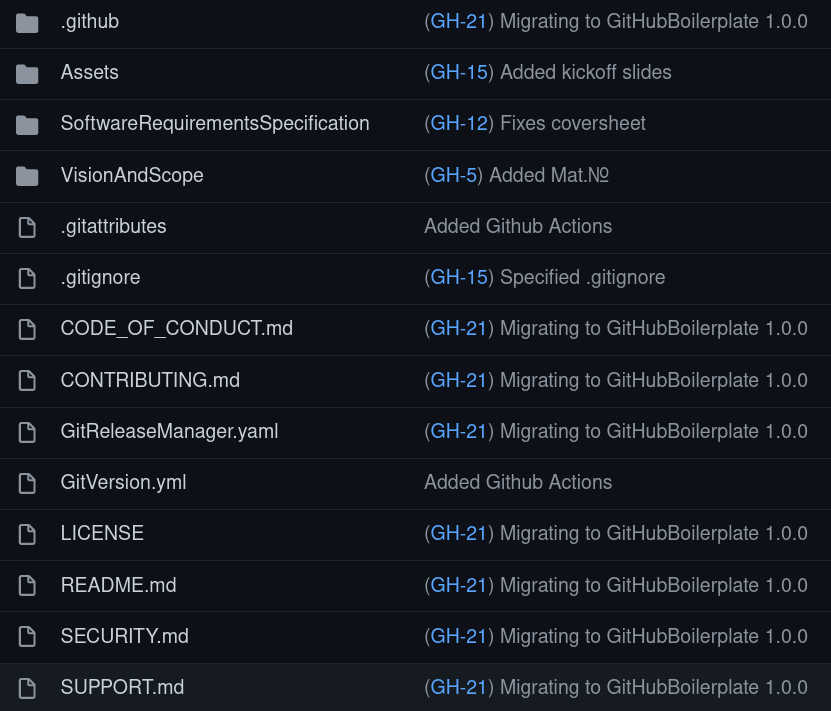 .github (GH-21) Migrating to GitHubBoilerplate 1.0.0
Assets (GH-15) Added kickoff slides
SoftwareRequirementsSpecification (GH-12) Fixes coversheet
VisionAndScope (GH-5) Added Mat.№
.gitattributes Added Github Actions
.gitignore (GH-15) Specified .gitignore
CODE_OF_CONDUCT.md (GH-21) Migrating to GitHubBoilerplate 1.0.0
CONTRIBUTING.md (GH-21) Migrating to GitHubBoilerplate 1.0.0
GitReleaseManager.yaml (GH-21) Migrating to GitHubBoilerplate 1.0.0
GitVersion.yml Added Github Actions
LICENSE (GH-21) Migrating to GitHubBoilerplate 1.0.0
README.md (GH-21) Migrating to GitHubBoilerplate 1.0.0
SECURITY.md (GH-21) Migrating to GitHubBoilerplate 1.0.0
SUPPORT.md (GH-21) Migrating to GitHubBoilerplate 1.0.0